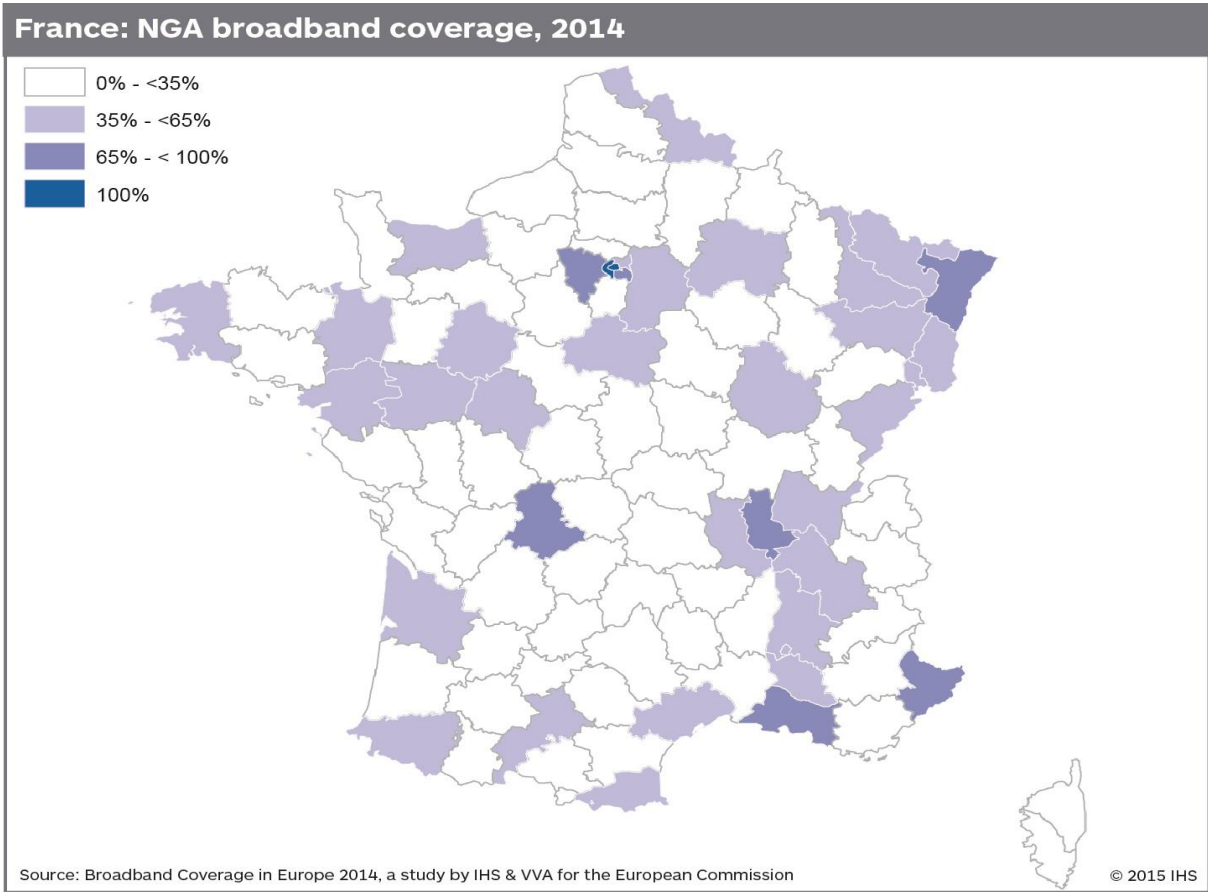 France: NGA broadband coverage, 2014
0% - <35%
35% - <65%
65% - < 100%
100%
Source: Broadband Coverage in Europe 2014, a study by IHS & VVA for the European Commission
© 2015 IHS